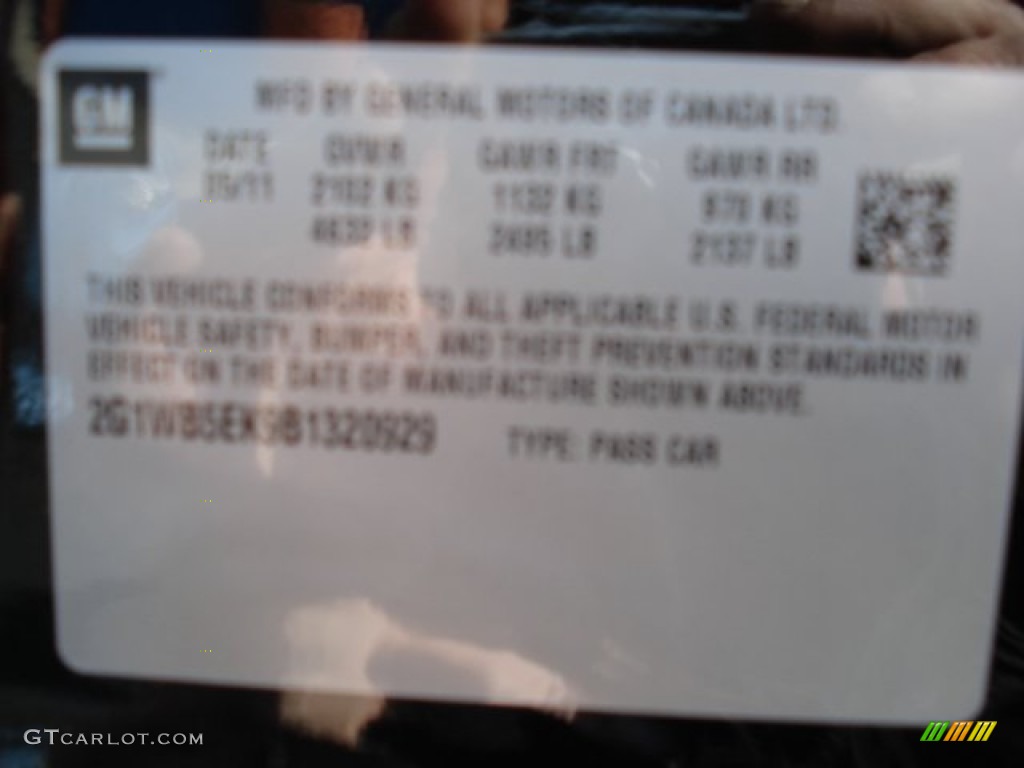 GM
MFD BY GENERAL MOTORS OF CANADA LTD.
DATE GVWR GAWR FRT GAWR RR
05/11 2102 KG 1132 KG 970 KG
4632 LB 2495 LB 2137 LB
THIS VEHICLE CONFORMS TO ALL APPLICABLE U.S. FEDERAL MOTOR
VEHICLE SAFETY, BUMPER, AND THEFT PREVENTION STANDARDS IN
EFFECT ON THE DATE OF MANUFACTURE SHOWN ABOVE.
2G1WB5EK9B1320929 TYPE: PASS CAR
GTCARLOT.COM